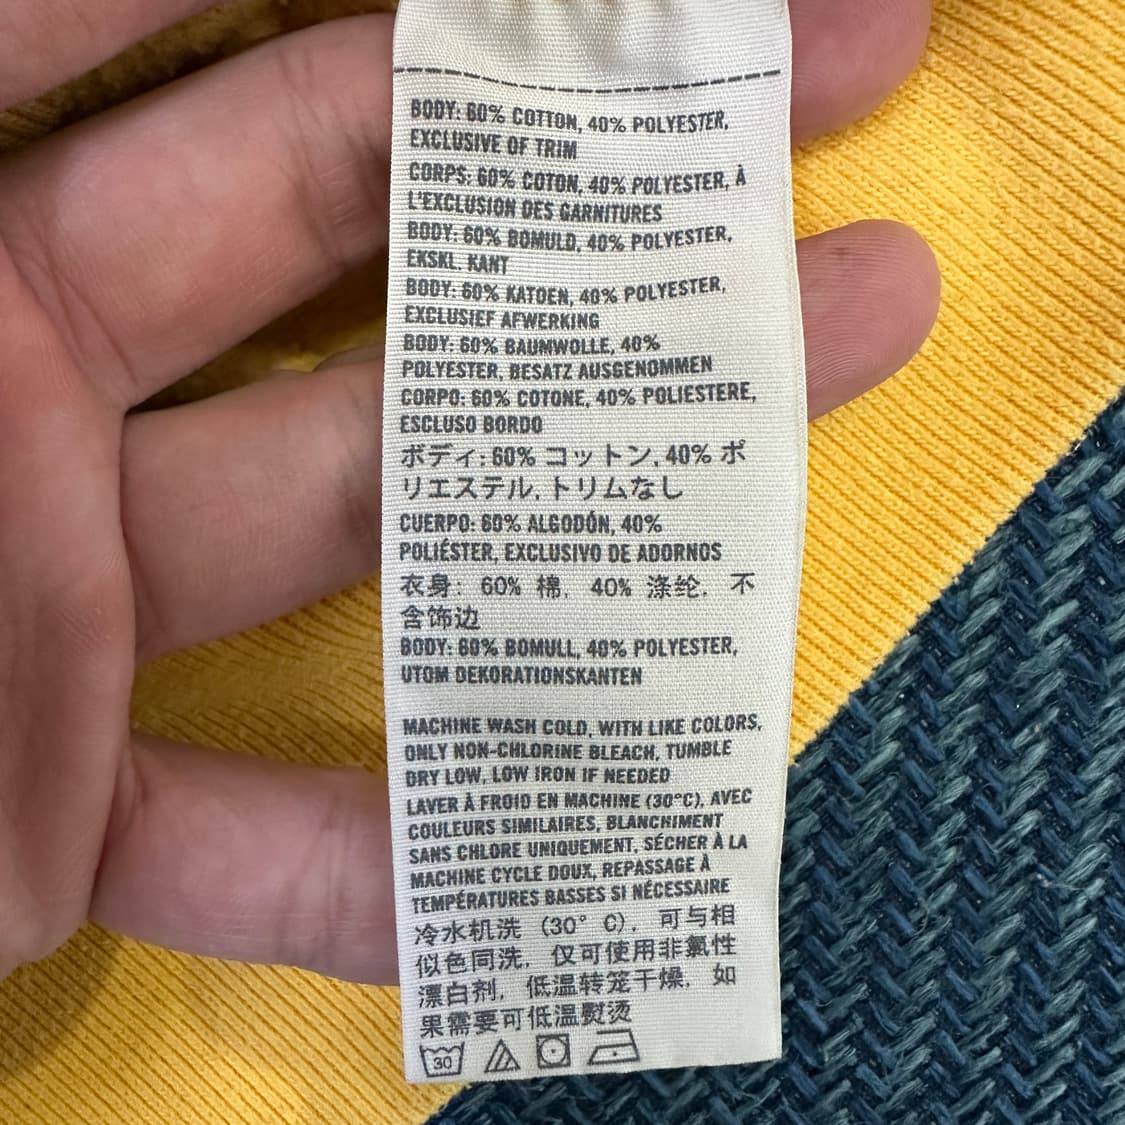 BODY: 60% COTTON, 40% POLYESTER,
EXCLUSIVE OF TRIM
CORPS: 60% COTON, 40% POLYESTER, À
L'EXCLUSION DES GARNITURES
BODY: 60% BOMULD, 40% POLYESTER,
EKSKL. KANT
BODY: 60% KATOEN, 40% POLYESTER,
EXCLUSIEF AFWERKING
BODY: 60% BAUMWOLLE, 40%
POLYESTER, BESATZ AUSGENOMMEN
CORPO: 60% COTONE, 40% POLIESTERE,
ESCLUSO BORDO
ボディ: 60% コットン, 40% ポ
リエステル, トリムなし
CUERPO: 60% ALGODÓN, 40%
POLIÉSTER, EXCLUSIVO DE ADORNOS
衣身: 60% 棉, 40% 涤纶, 不
含饰边
BODY: 60% BOMULL, 40% POLYESTER,
UTOM DEKORATIONSKANTEN
MACHINE WASH COLD, WITH LIKE COLORS,
ONLY NON-CHLORINE BLEACH, TUMBLE
DRY LOW, LOW IRON IF NEEDED
LAVER À FROID EN MACHINE (30°C), AVEC
COULEURS SIMILAIRES, BLANCHIMENT
SANS CHLORE UNIQUEMENT, SÉCHER À LA
MACHINE CYCLE DOUX, REPASSAGE À
TEMPÉRATURES BASSES SI NÉCESSAIRE
冷水机洗 (30° C), 可与相
似色同洗, 仅可使用非氯性
漂白剂, 低温转笼干燥, 如
果需要可低温熨烫
30